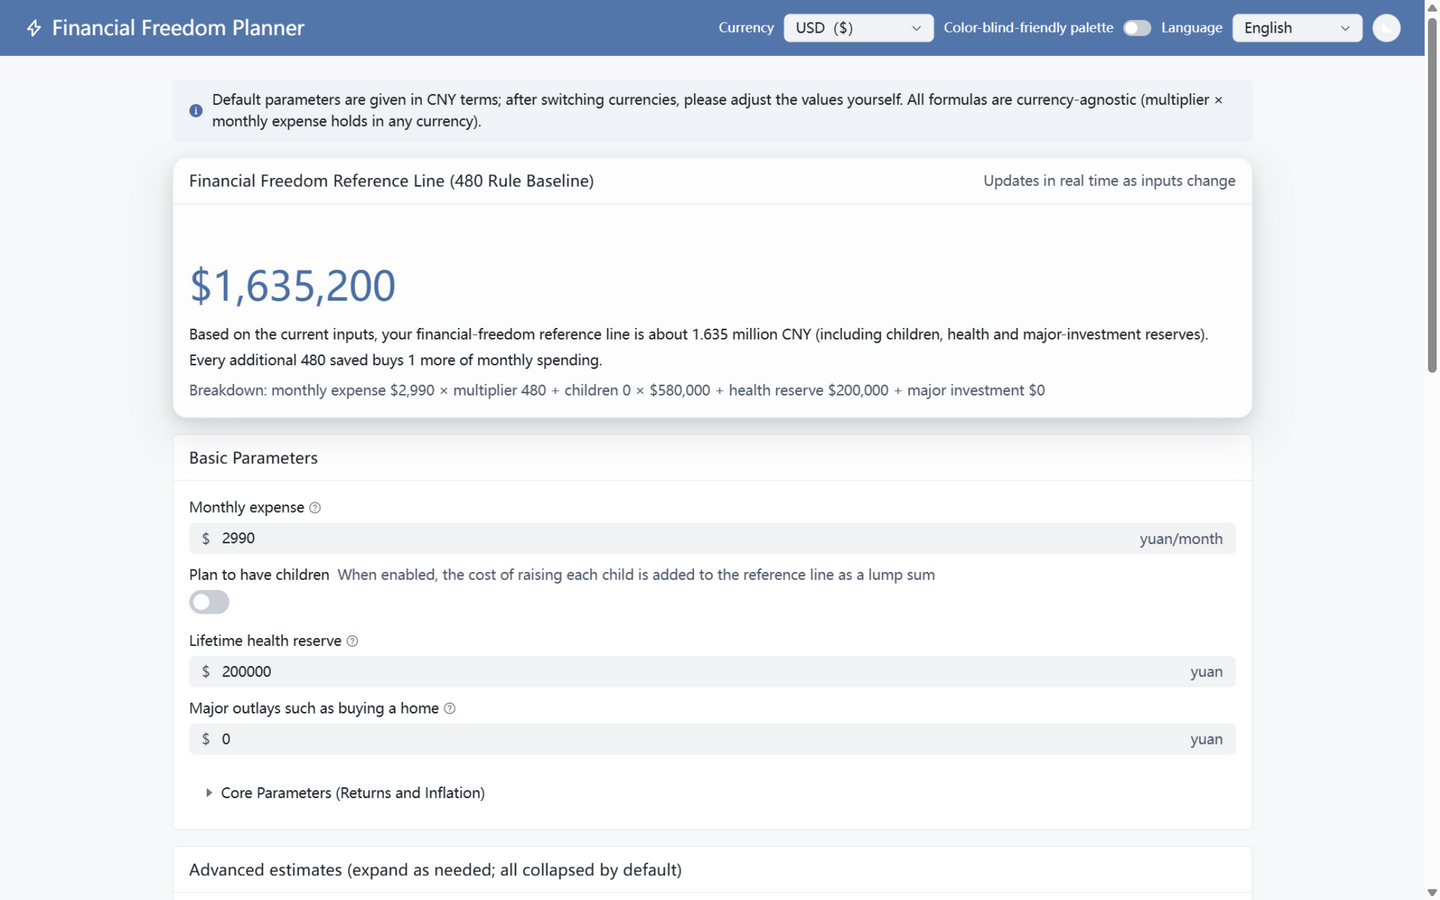 Financial Freedom Planner
Currency
USD ($)
Color-blind-friendly palette
Language
English
Default parameters are given in CNY terms; after switching currencies, please adjust the values yourself. All formulas are currency-agnostic (multiplier ×
monthly expense holds in any currency).
Financial Freedom Reference Line (480 Rule Baseline)
Updates in real time as inputs change
$1,635,200
Based on the current inputs, your financial-freedom reference line is about 1.635 million CNY (including children, health and major-investment reserves).
Every additional 480 saved buys 1 more of monthly spending.
Breakdown: monthly expense $2,990 × multiplier 480 + children 0 × $580,000 + health reserve $200,000 + major investment $0
Basic Parameters
Monthly expense
$ 2990 yuan/month
Plan to have children When enabled, the cost of raising each child is added to the reference line as a lump sum
Lifetime health reserve
$ 200000 yuan
Major outlays such as buying a home
$ 0 yuan
Core Parameters (Returns and Inflation)
Advanced estimates (expand as needed; all collapsed by default)